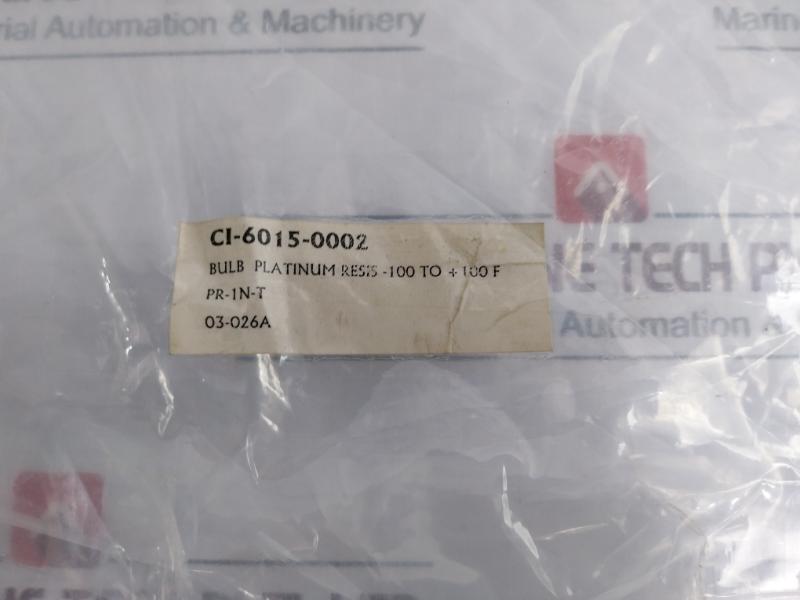 rial Automation & Machinery
Marin
CI-6015-0002
BULB PLATINUM RESIS -100 TO +100 F
PR-1N-T
03-026A
NE TECH P
Automation &